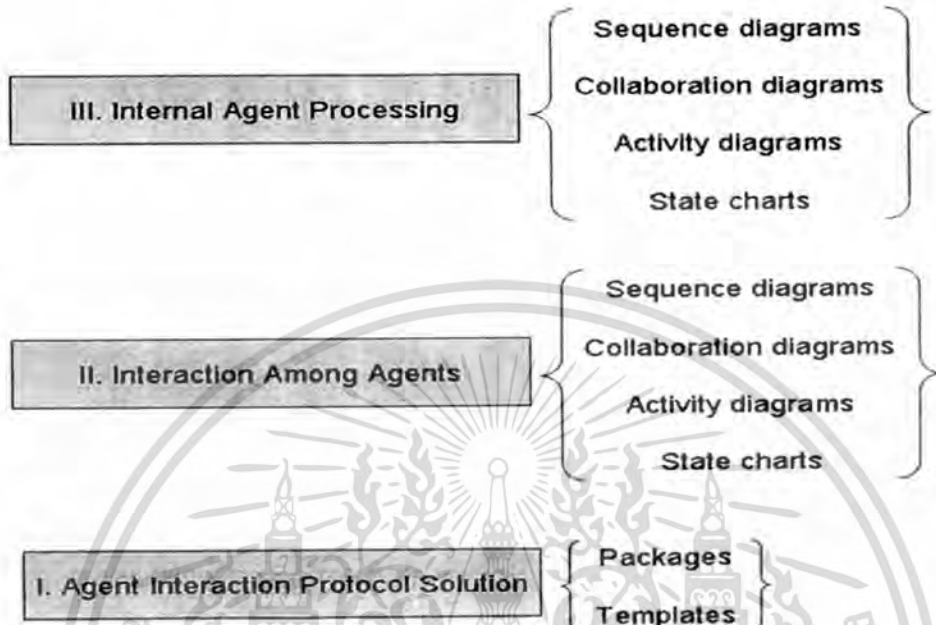 Sequence diagrams
III. Internal Agent Processing
Collaboration diagrams
Activity diagrams
State charts
Sequence diagrams
II. Interaction Among Agents
Collaboration diagrams
Activity diagrams
State charts
I. Agent Interaction Protocol Solution
Packages
Templates